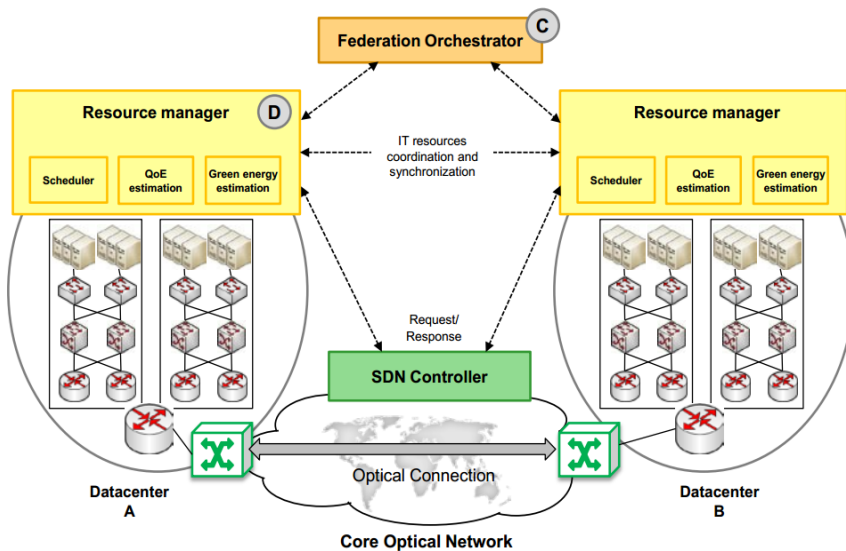 Federation Orchestrator
C
Resource manager
D
Scheduler
QoE
estimation
Green energy
estimation
IT resources
coordination and
synchronization
Resource manager
Scheduler
QoE
estimation
Green energy
estimation
Request/
Response
SDN Controller
Optical Connection
Datacenter
A
Datacenter
B
Core Optical Network